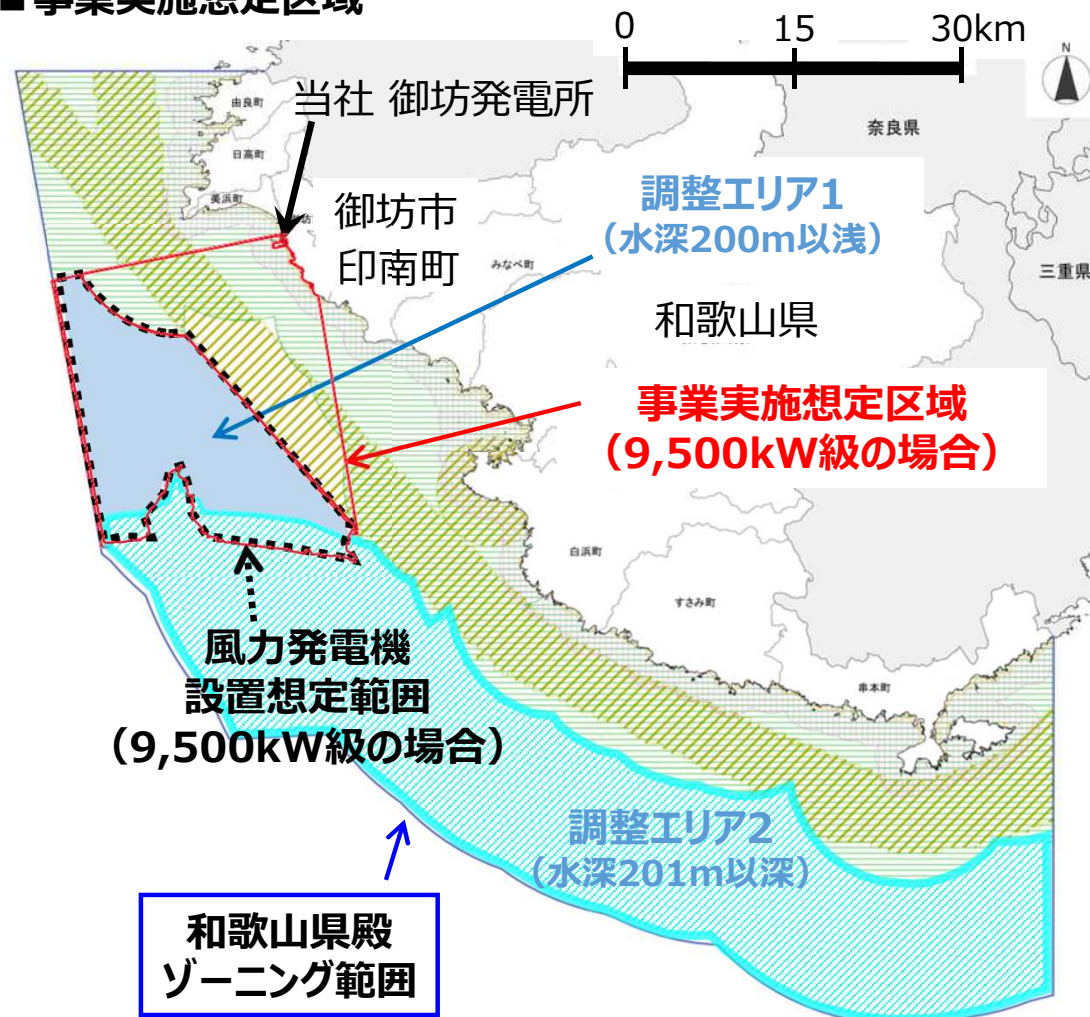 ■事業実施想定区域
0 15 30km
N
由良町
当社 御坊発電所
奈良県
日高町
美浜町
御坊市
印南町
調整エリア1
（水深200m以浅）
みなべ町
三重県
和歌山県
事業実施想定区域
（9,500kW級の場合）
白浜町
すさみ町
風力発電機
設置想定範囲
（9,500kW級の場合）
串本町
調整エリア2
（水深201m以深）
和歌山県殿
ゾーニング範囲